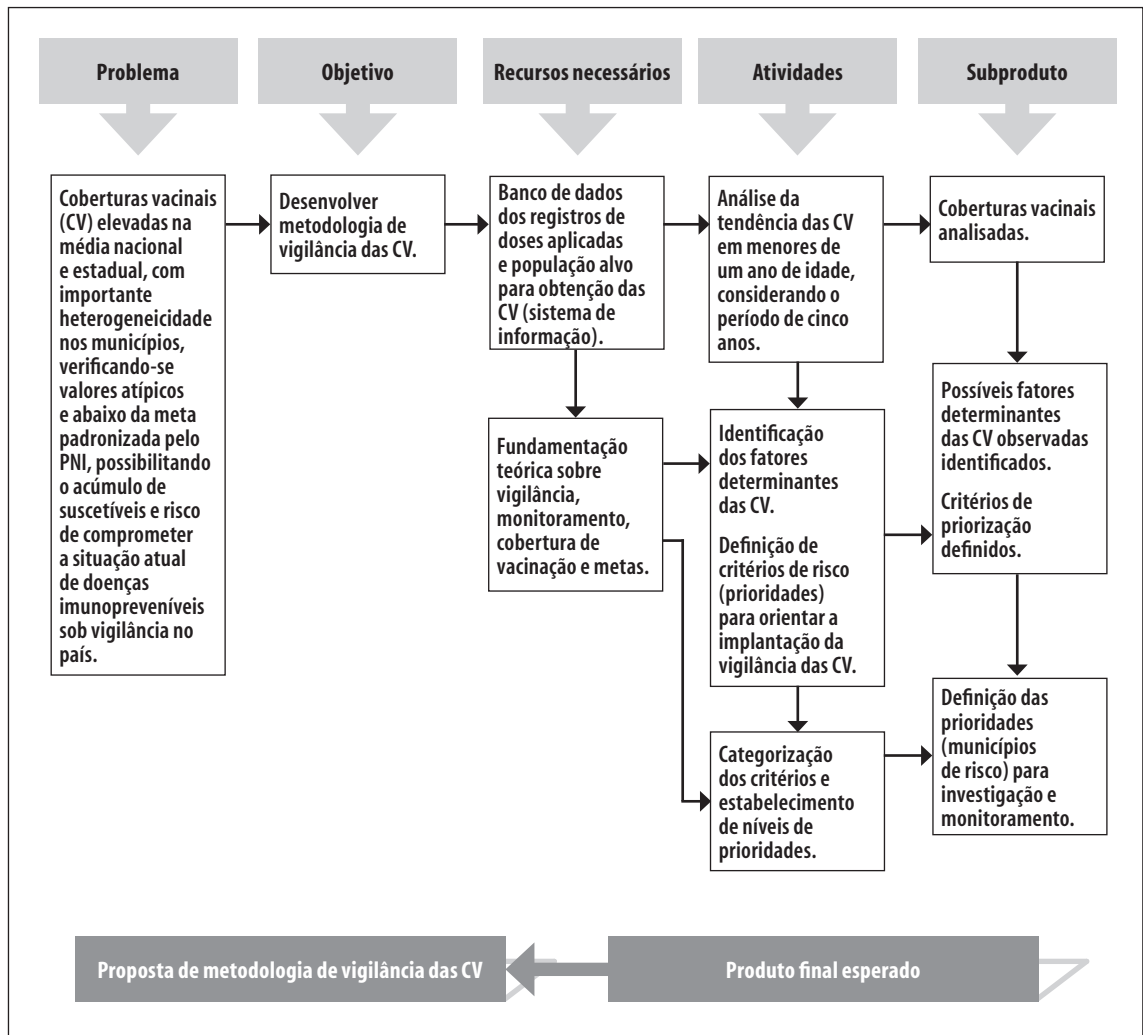 Problema
Objetivo
Recursos necessários
Atividades
Subproduto
Coberturas vacinais
(CV) elevadas na
média nacional
e estadual, com
importante
heterogeneicidade
nos municípios,
verificando-se
valores atípicos
e abaixo da meta
padronizada pelo
PNI, possibilitando
o acúmulo de
suscetíveis e risco
de comprometer
a situação atual
de doenças
imunopreveníveis
sob vigilância no
país.
Desenvolver
metodologia de
vigilância das CV.
Banco de dados
dos registros de
doses aplicadas
e população alvo
para obtenção das
CV (sistema de
informação).
Fundamentação
teórica sobre
vigilância,
monitoramento,
cobertura de
vacinação e metas.
Análise da
tendência das CV
em menores de
um ano de idade,
considerando o
período de cinco
anos.
Identificação
dos fatores
determinantes
das CV.
Definição de
critérios de risco
(prioridades)
para orientar a
implantação da
vigilância das CV.
Categorização
dos critérios e
estabelecimento
de níveis de
prioridades.
Coberturas vacinais
analisadas.
Possíveis fatores
determinantes
das CV observadas
identificados.
Critérios de
priorização
definidos.
Definição das
prioridades
(municípios
de risco) para
investigação e
monitoramento.
Proposta de metodologia de vigilância das CV
Produto final esperado